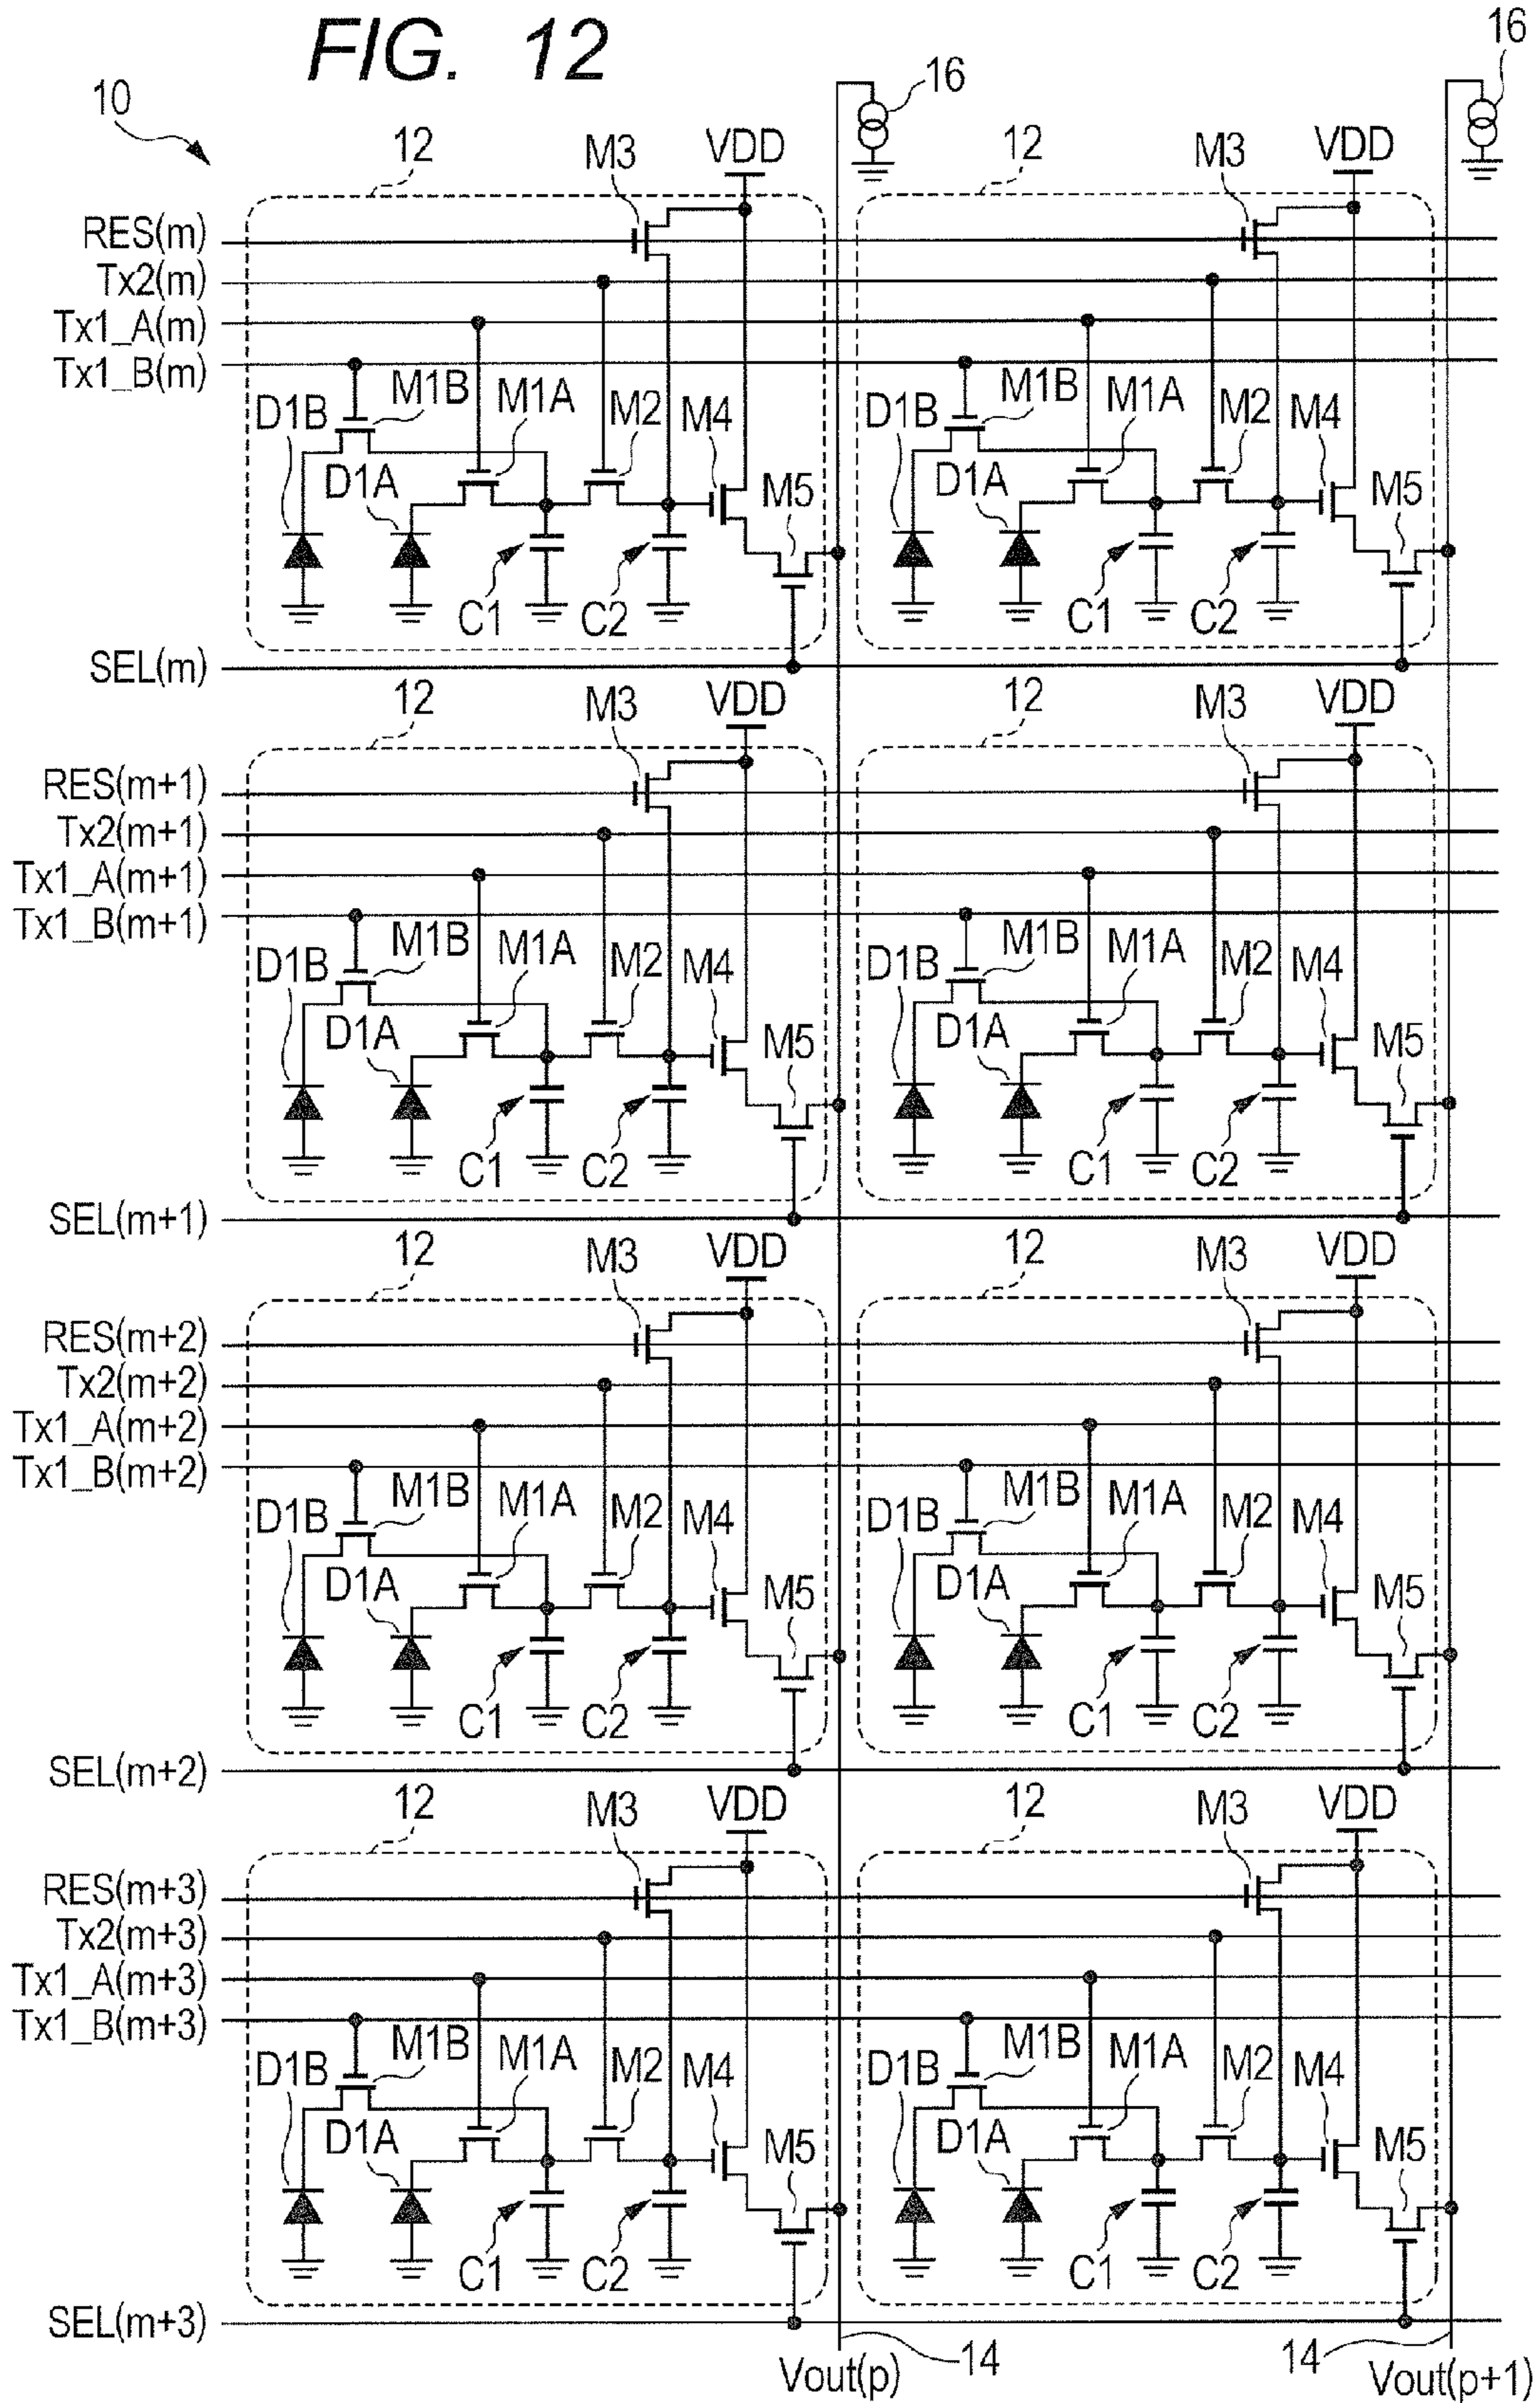 FIG. 12
16 16
10
12 M3 VDD 12 M3 VDD
RES(m)
Tx2(m)
Tx1_A(m)
Tx1_B(m)
D1B M1B M1A M2 M4 D1B M1B M1A M2 M4
D1A M5 D1A M5
C1 C2 C1 C2
SEL(m)
12 M3 VDD 12 M3 VDD
RES(m+1)
Tx2(m+1)
Tx1_A(m+1)
Tx1_B(m+1)
D1B M1B M1A M2 M4 D1B M1B M1A M2 M4
D1A M5 D1A M5
C1 C2 C1 C2
SEL(m+1)
12 M3 VDD 12 M3 VDD
RES(m+2)
Tx2(m+2)
Tx1_A(m+2)
Tx1_B(m+2)
D1B M1B M1A M2 M4 D1B M1B M1A M2 M4
D1A M5 D1A M5
C1 C2 C1 C2
SEL(m+2)
12 M3 VDD 12 M3 VDD
RES(m+3)
Tx2(m+3)
Tx1_A(m+3)
Tx1_B(m+3)
D1B M1B M1A M2 M4 D1B M1B M1A M2 M4
D1A M5 D1A M5
C1 C2 C1 C2
SEL(m+3)
14 14
Vout(p) Vout(p+1)